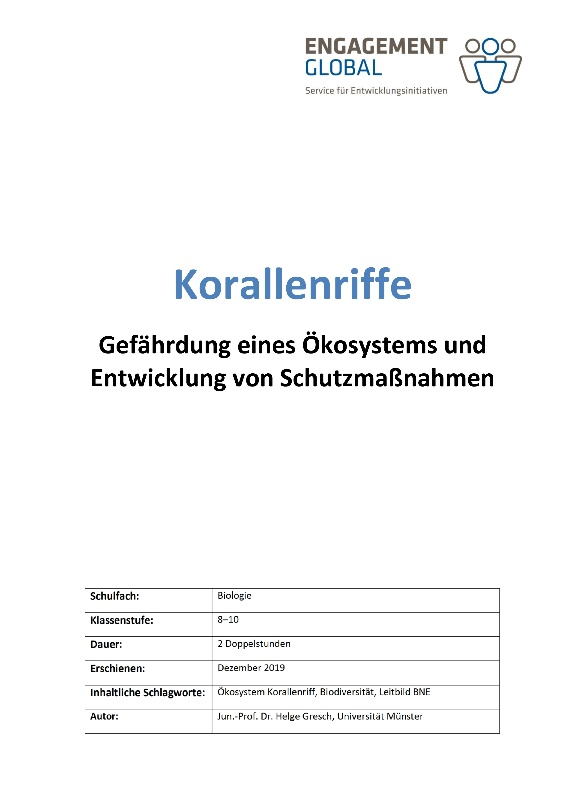 ENGAGEMENT
GLOBAL
Service für Entwicklungsinitiativen
Korallenriffe
Gefährdung eines Ökosystems und
Entwicklung von Schutzmaßnahmen
Schulfach: Biologie
Klassenstufe: 8–10
Dauer: 2 Doppelstunden
Erschienen: Dezember 2019
Inhaltliche Schlagworte: Ökosystem Korallenriff, Biodiversität, Leitbild BNE
Autor: Jun.-Prof. Dr. Helge Gresch, Universität Münster